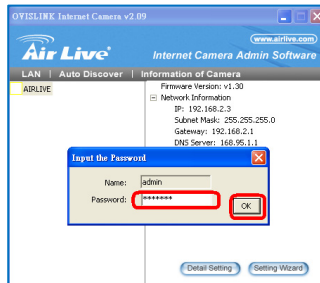 OVISLINK Internet Camera v2.09
www.airlive.com
Air Live
Internet Camera Admin Software
LAN | Auto Discover | Information of Camera
AIRLIVE
Firmware Version: v1.30
Network Information
IP: 192.168.2.3
Subnet Mask: 255.255.255.0
Gateway: 192.168.2.1
DNS Server: 168.95.1.1
Input the Password
Name: admin
Password: *******
OK
Detail Setting
Setting Wizard